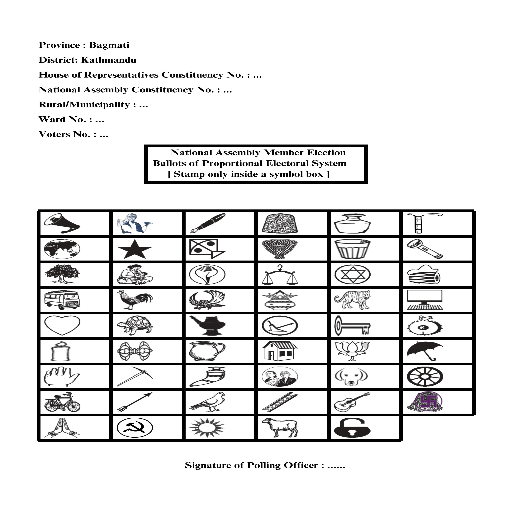 Province : Bagmati
District: Kathmandu
House of Representatives Constituency No. : ...
National Assembly Constituency No. : ...
Rural/Municipality : ...
Ward No. : ...
Voters No. : ...
National Assembly Member Election
Ballots of Proportional Electoral System
[ Stamp only inside a symbol box ]
Signature of Polling Officer : ......